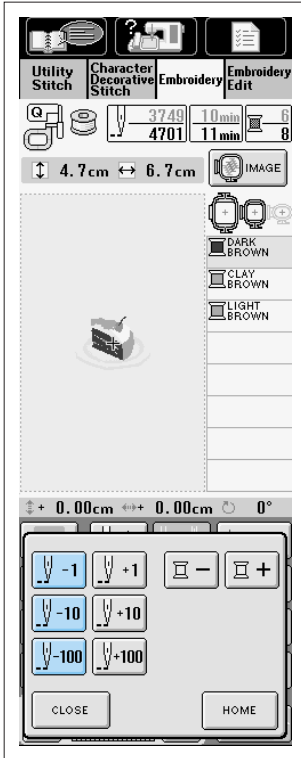 Utility Stitch
Character Decorative Stitch
Embroidery
Embroidery Edit
Q
3749
4701
10min
11min
6
8
4.7cm
6.7cm
IMAGE
DARK BROWN
CLAY BROWN
LIGHT BROWN
+ 0.00cm
+ 0.00cm
0°
-1
+1
-
+
-10
+10
-100
+100
CLOSE
HOME